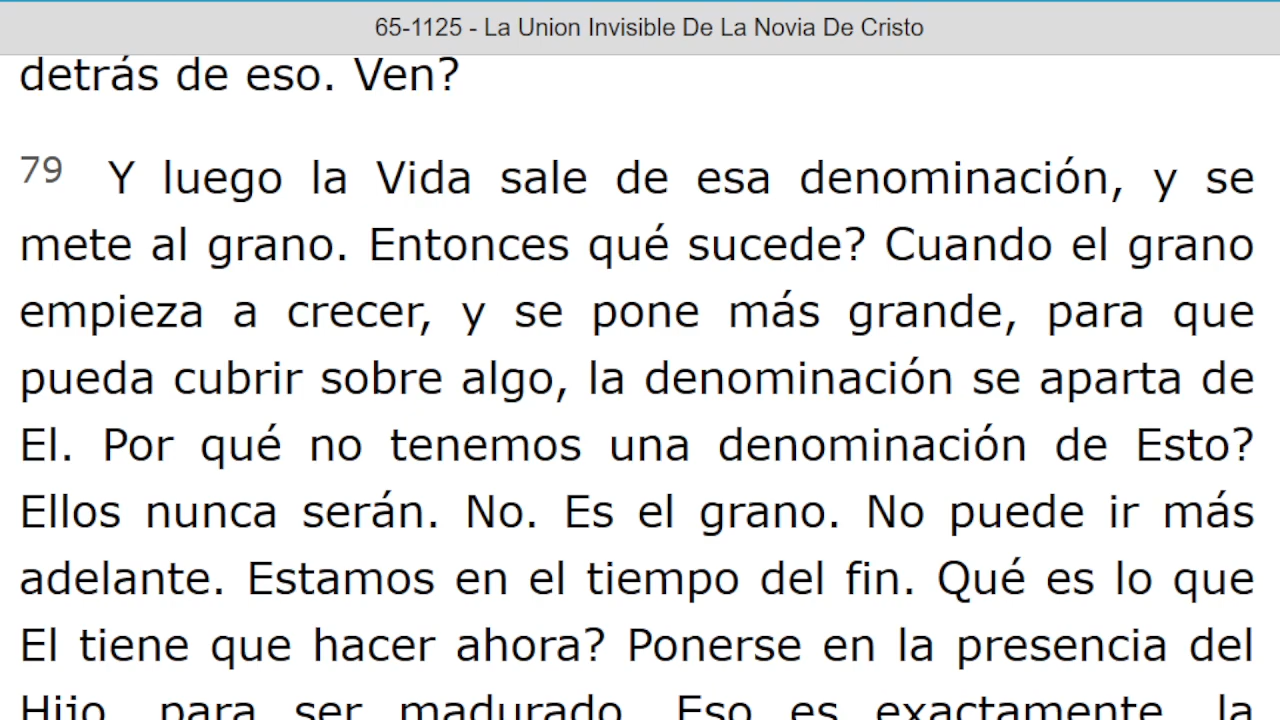 65-1125 - La Union Invisible De La Novia De Cristo
detrás de eso. Ven?
79 Y luego la Vida sale de esa denominación, y se
mete al grano. Entonces qué sucede? Cuando el grano
empieza a crecer, y se pone más grande, para que
pueda cubrir sobre algo, la denominación se aparta de
El. Por qué no tenemos una denominación de Esto?
Ellos nunca serán. No. Es el grano. No puede ir más
adelante. Estamos en el tiempo del fin. Qué es lo que
El tiene que hacer ahora? Ponerse en la presencia del
Hijo, para ser madurado. Eso es exactamente, la